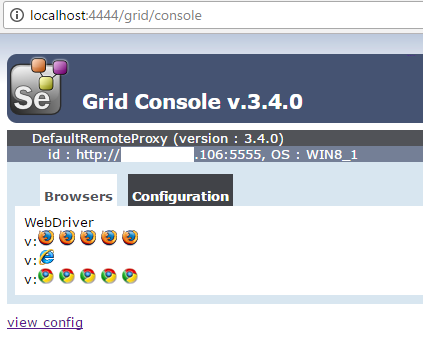 localhost:4444/grid/console
Se
Grid Console v.3.4.0
DefaultRemoteProxy (version : 3.4.0)
id : http:// .106:5555, OS : WIN8_1
Browsers Configuration
WebDriver
v:
v:
v:
view config